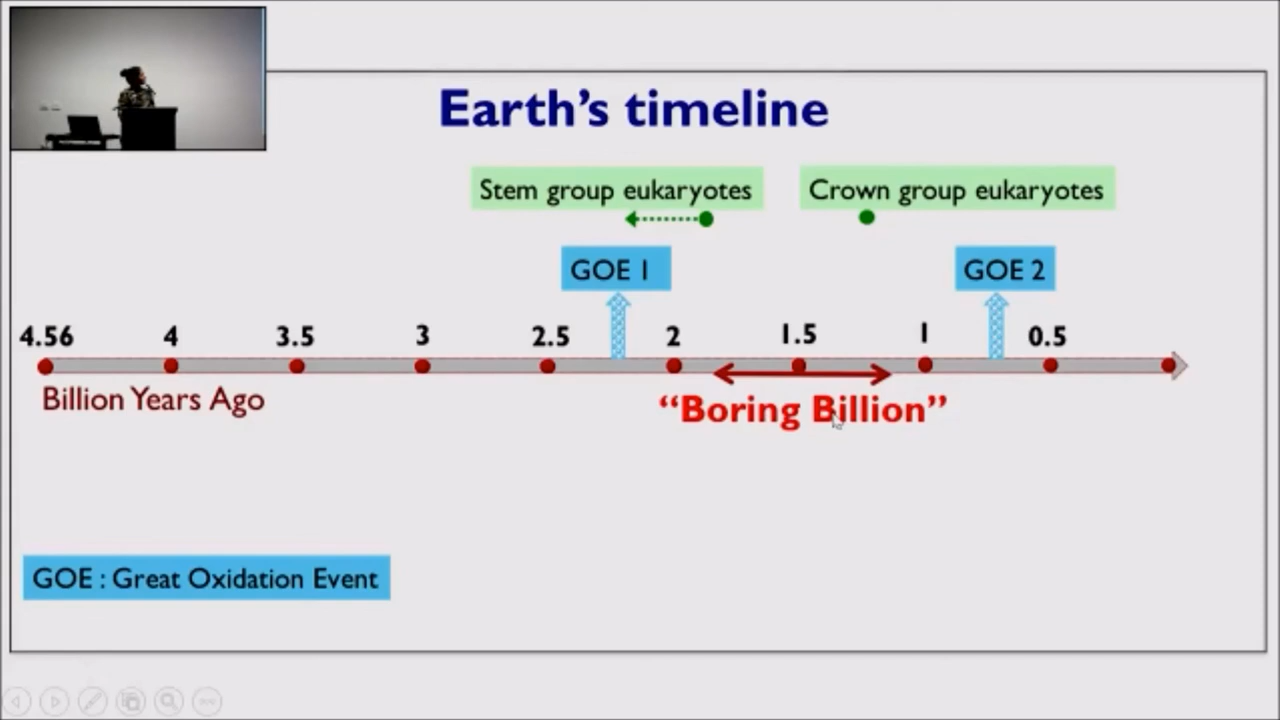 Earth's timeline
Stem group eukaryotes
Crown group eukaryotes
GOE 1
GOE 2
4.56 4 3.5 3 2.5 2 1.5 1 0.5
Billion Years Ago
“Boring Billion”
GOE : Great Oxidation Event